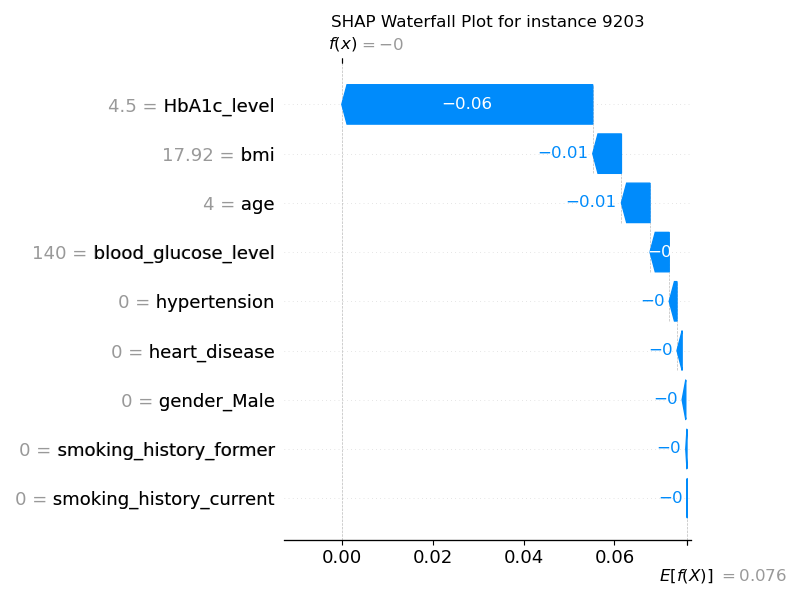 SHAP Waterfall Plot for instance 9203
f(x) = −0
4.5 = HbA1c_level
−0.06
17.92 = bmi
−0.01
4 = age
−0.01
140 = blood_glucose_level
−0
0 = hypertension
−0
0 = heart_disease
−0
0 = gender_Male
−0
0 = smoking_history_former
−0
0 = smoking_history_current
−0
0.00 0.02 0.04 0.06
E[f(X)] = 0.076